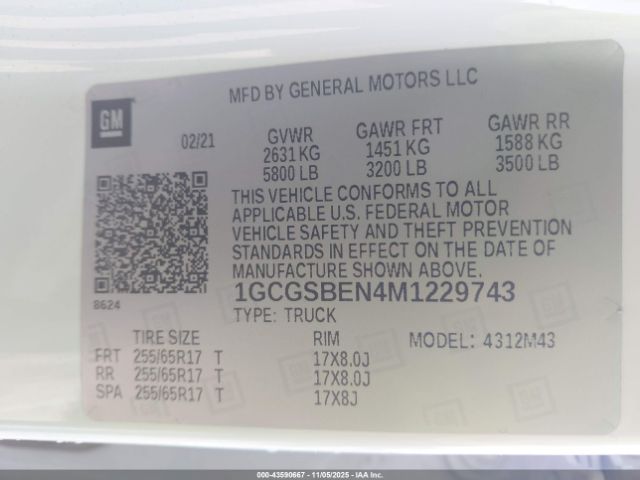 MFD BY GENERAL MOTORS LLC
GM
02/21
GVWR GAWR FRT GAWR RR
2631 KG 1451 KG 1588 KG
5800 LB 3200 LB 3500 LB
THIS VEHICLE CONFORMS TO ALL
APPLICABLE U.S. FEDERAL MOTOR
VEHICLE SAFETY AND THEFT PREVENTION
STANDARDS IN EFFECT ON THE DATE OF
MANUFACTURE SHOWN ABOVE.
8624
1GCGSBEN4M1229743
TYPE: TRUCK
TIRE SIZE RIM MODEL: 4312M43
FRT 255/65R17 T 17X8.0J
RR 255/65R17 T 17X8.0J
SPA 255/65R17 T 17X8J
000-43590667 - 11/05/2025 - IAA Inc.